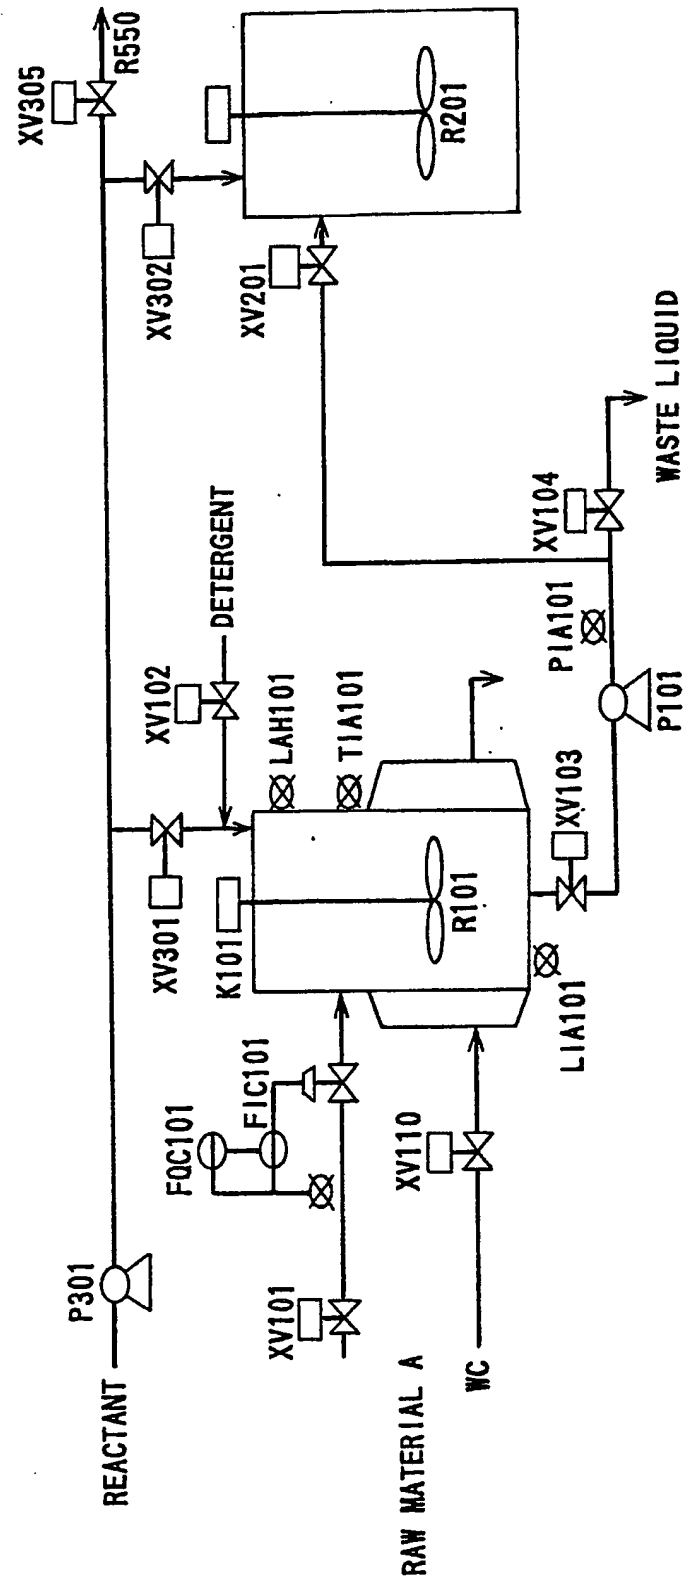 REACTANT
P301
XV305
R550
XV302
XV301
XV102
DETERGENT
K101
LAH101
TIA101
R101
R201
XV201
FQC101
FIC101
XV101
RAW MATERIAL A
XV110
WC
LIA101
XV103
P101
PIA101
XV104
WASTE LIQUID